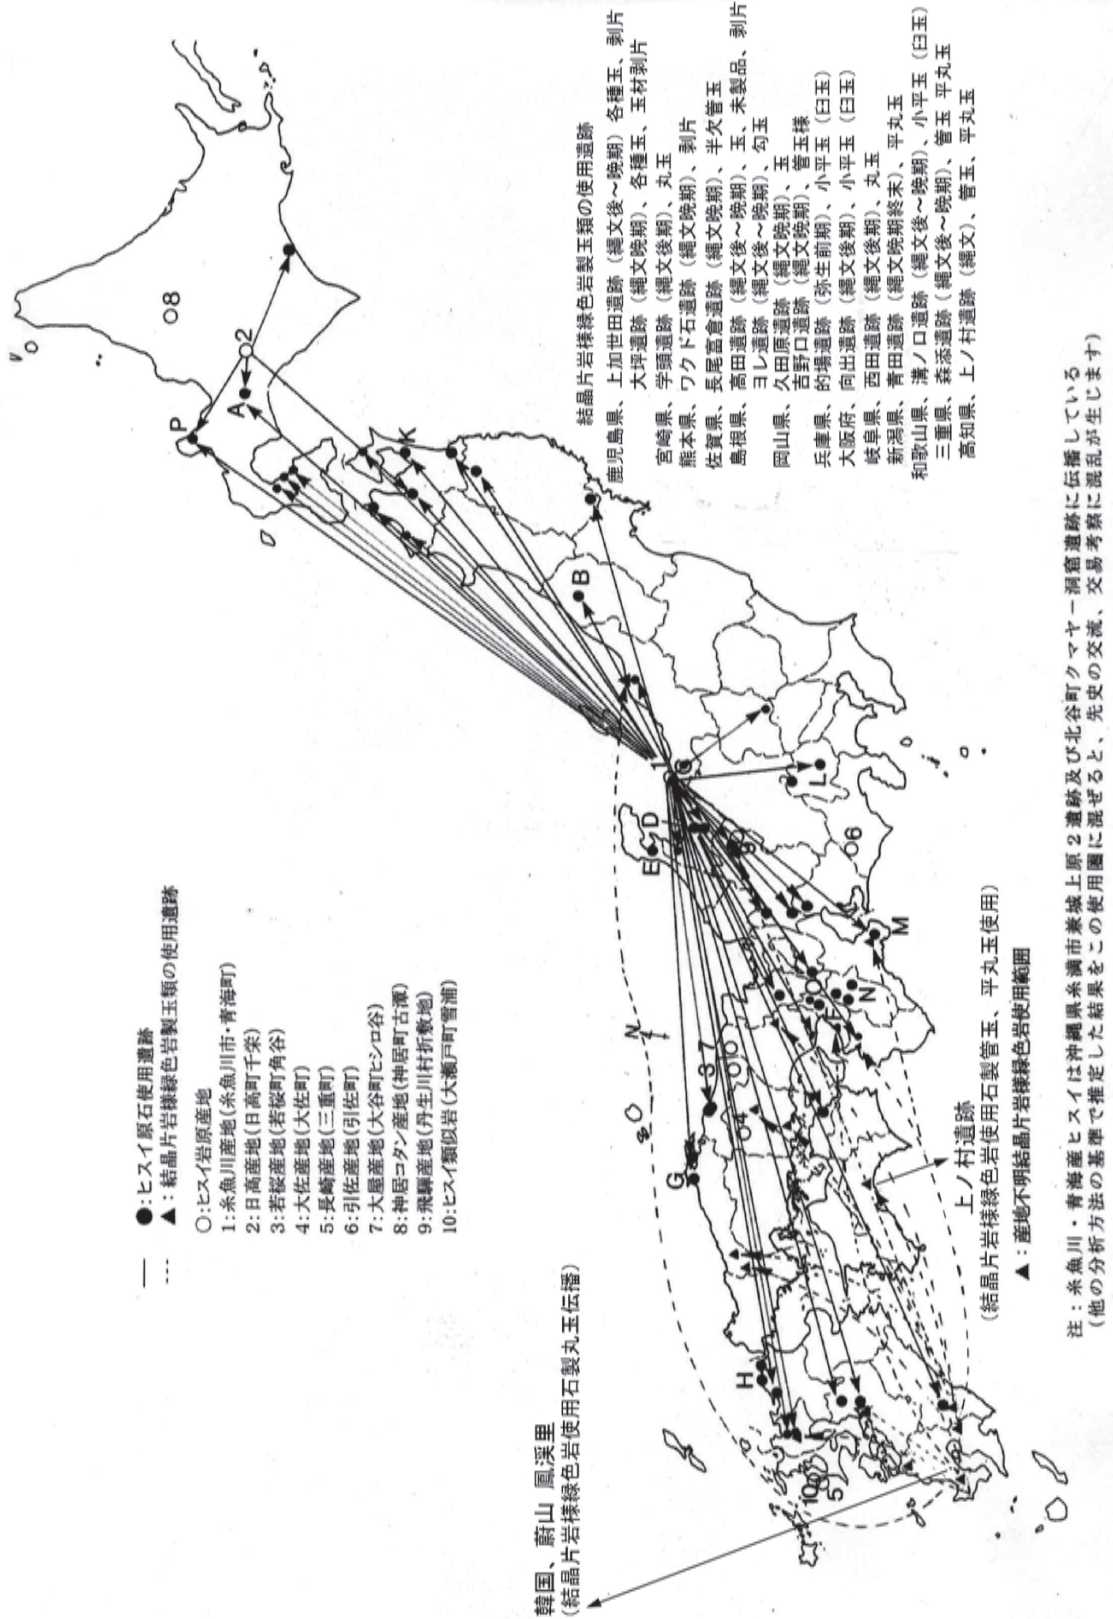 ●:ヒスイ原石使用遺跡
▲:結晶片岩様緑色岩製玉類の使用遺跡
○:ヒスイ岩原産地
1:糸魚川産地(糸魚川市・青海町)
2:日高産地(日高町千栄)
3:若桜産地(若桜町角谷)
4:大佐産地(大佐町)
5:長崎産地(三重町)
6:引佐産地(引佐町)
7:大屋産地(大谷町ヒシロ谷)
8:神居コタン産地(神居町古潭)
9:飛騨産地(丹生川村折敷地)
10:ヒスイ類似岩(大瀬戸町雪浦)
韓国、蔚山 鳳渓里
(結晶片岩様緑色岩使用石製丸玉伝播)
結晶片岩様緑色岩製玉類の使用遺跡
鹿児島県、上加世田遺跡(縄文後~晩期)各種玉、剥片
大坪遺跡(縄文晩期)、各種玉、玉材剥片
宮崎県、学頭遺跡(縄文後期)、丸玉
熊本県、ワクド石遺跡(縄文晩期)、剥片
佐賀県、長尾富倉遺跡(縄文晩期)、半欠管玉
島根県、高田遺跡(縄文後~晩期)、玉、未製品、剥片
ヨレ遺跡(縄文後~晩期)、勾玉
岡山県、久田原遺跡(縄文晩期)、玉
吉野口遺跡(縄文晩期)、管玉様
兵庫県、的場遺跡(弥生前期)、小平玉(臼玉)
大阪府、向出遺跡(縄文後期)、小平玉(臼玉)
岐阜県、西田遺跡(縄文後期)、丸玉
新潟県、青田遺跡(縄文晩期終末)、平丸玉
和歌山県、溝ノ口遺跡(縄文後~晩期)、小平玉(臼玉)
三重県、森添遺跡(縄文後~晩期)、管玉 平丸玉
高知県、上ノ村遺跡(縄文)、管玉、平丸玉
8
2
P
A
K
B
1
C
D
E
L
9
6
M
N
F
3
7
4
G
H
10
5
N
上ノ村遺跡
(結晶片岩様緑色岩使用石製管玉、平丸玉使用)
▲:産地不明結晶片岩様緑色岩使用範囲
注:糸魚川・青海産ヒスイは沖縄県糸満市兼城上原2遺跡及び北谷町クマヤー洞窟遺跡に伝播している
(他の分析方法の基準で推定した結果をこの使用圏に混ぜると、先史の交流、交易考察に混乱が生じます)